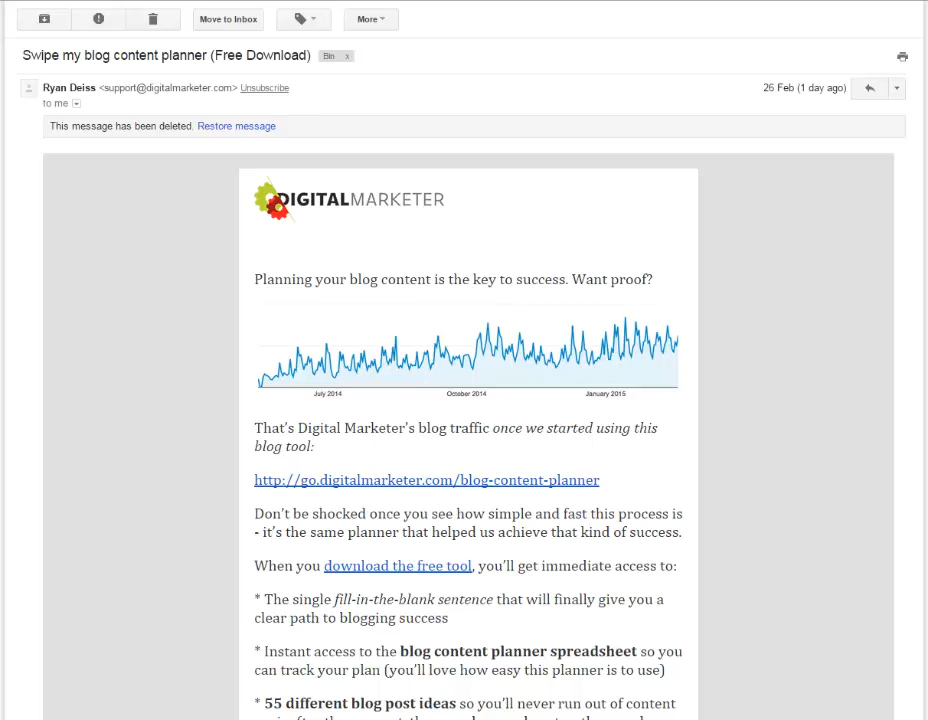 Move to Inbox
More
Swipe my blog content planner (Free Download)
Bin x
Ryan Deiss <support@digitalmarketer.com> Unsubscribe
26 Feb (1 day ago)
to me
This message has been deleted. Restore message
DIGITALMARKETER
Planning your blog content is the key to success. Want proof?
July 2014 October 2014 January 2015
That's Digital Marketer's blog traffic once we started using this
blog tool:
http://go.digitalmarketer.com/blog-content-planner
Don't be shocked once you see how simple and fast this process is
- it's the same planner that helped us achieve that kind of success.
When you download the free tool, you'll get immediate access to:
* The single fill-in-the-blank sentence that will finally give you a
clear path to blogging success
* Instant access to the blog content planner spreadsheet so you
can track your plan (you'll love how easy this planner is to use)
* 55 different blog post ideas so you'll never run out of content